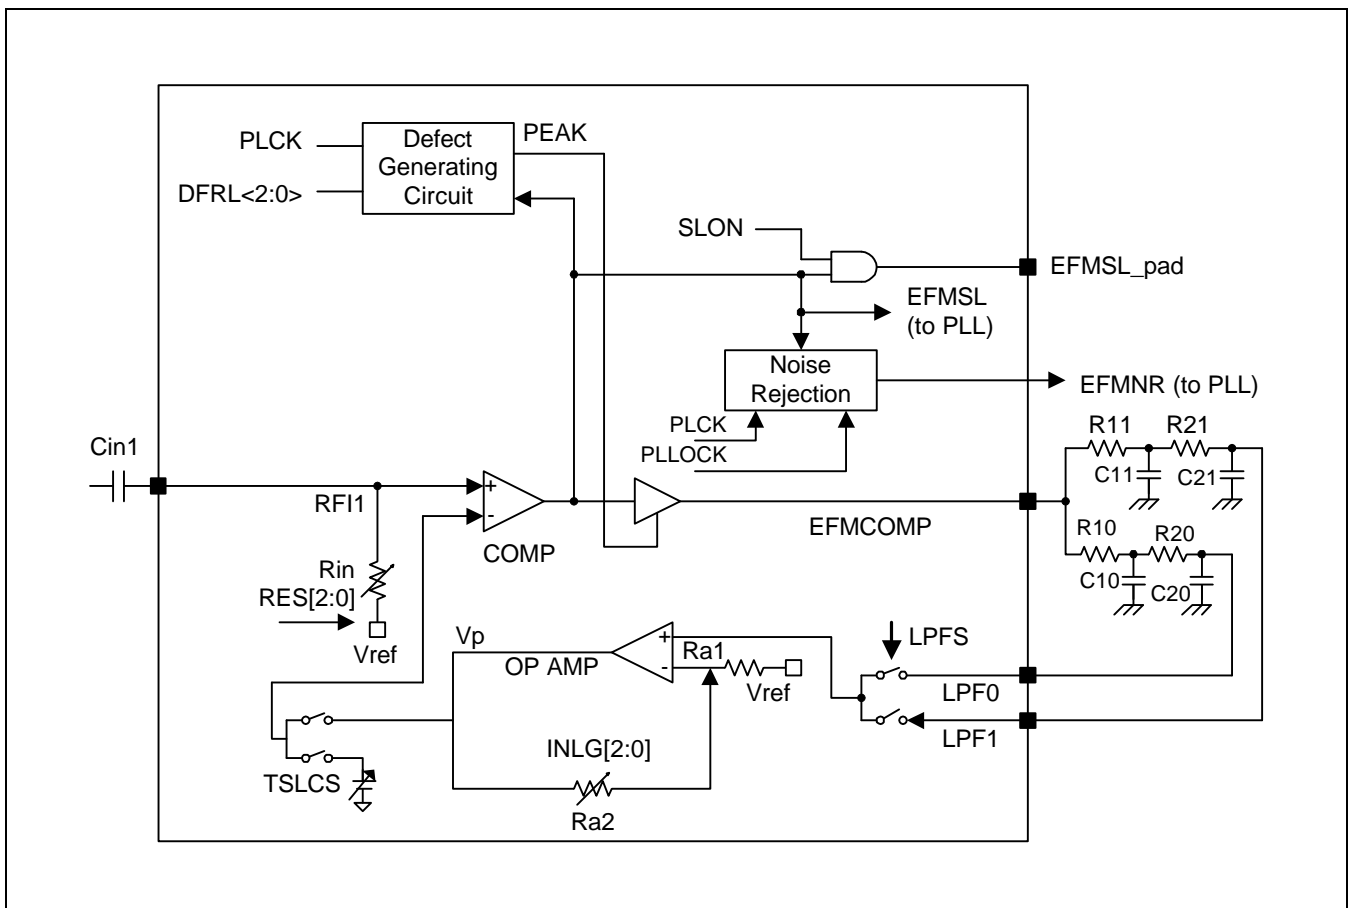 PLCK
DFRL<2:0>
Defect
Generating
Circuit
PEAK
SLON
EFMSL_pad
EFMSL
(to PLL)
Noise
Rejection
EFMNR (to PLL)
PLCK
PLLOCK
R11
R21
C11
C21
Cin1
RFI1
+
-
COMP
EFMCOMP
R10
R20
C10
C20
Rin
RES[2:0]
Vref
Vp
OP AMP
+
-
Ra1
Vref
LPFS
LPF0
LPF1
INLG[2:0]
Ra2
TSLCS